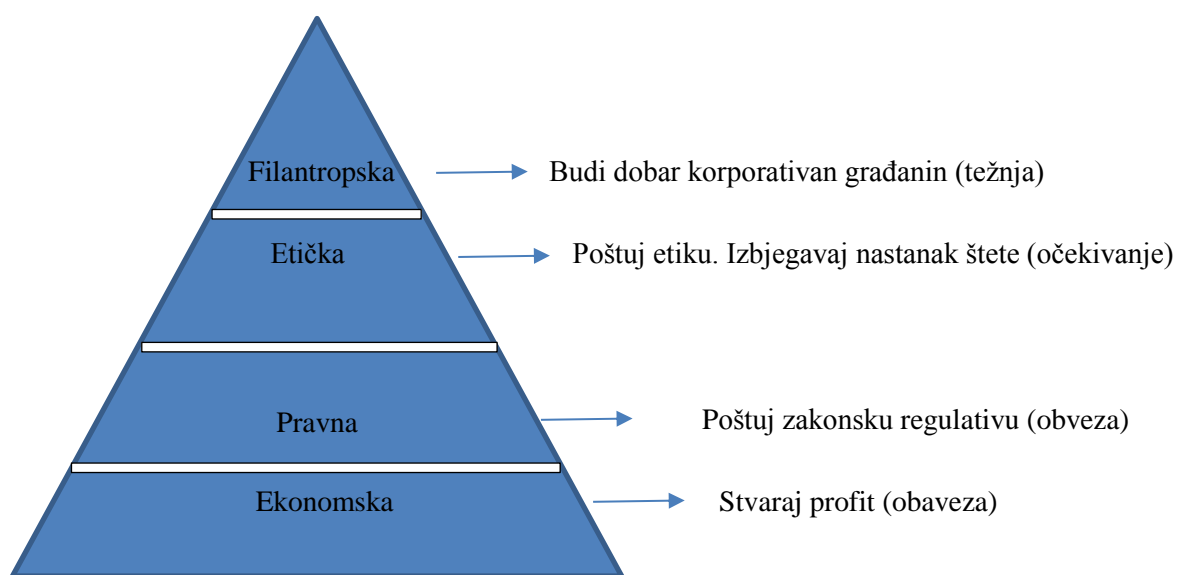 Filantropska
Budi dobar korporativan građanin (težnja)
Etička
Poštuj etiku. Izbjegavaj nastanak štete (očekivanje)
Pravna
Poštuj zakonsku regulativu (obveza)
Ekonomska
Stvaraj profit (obaveza)